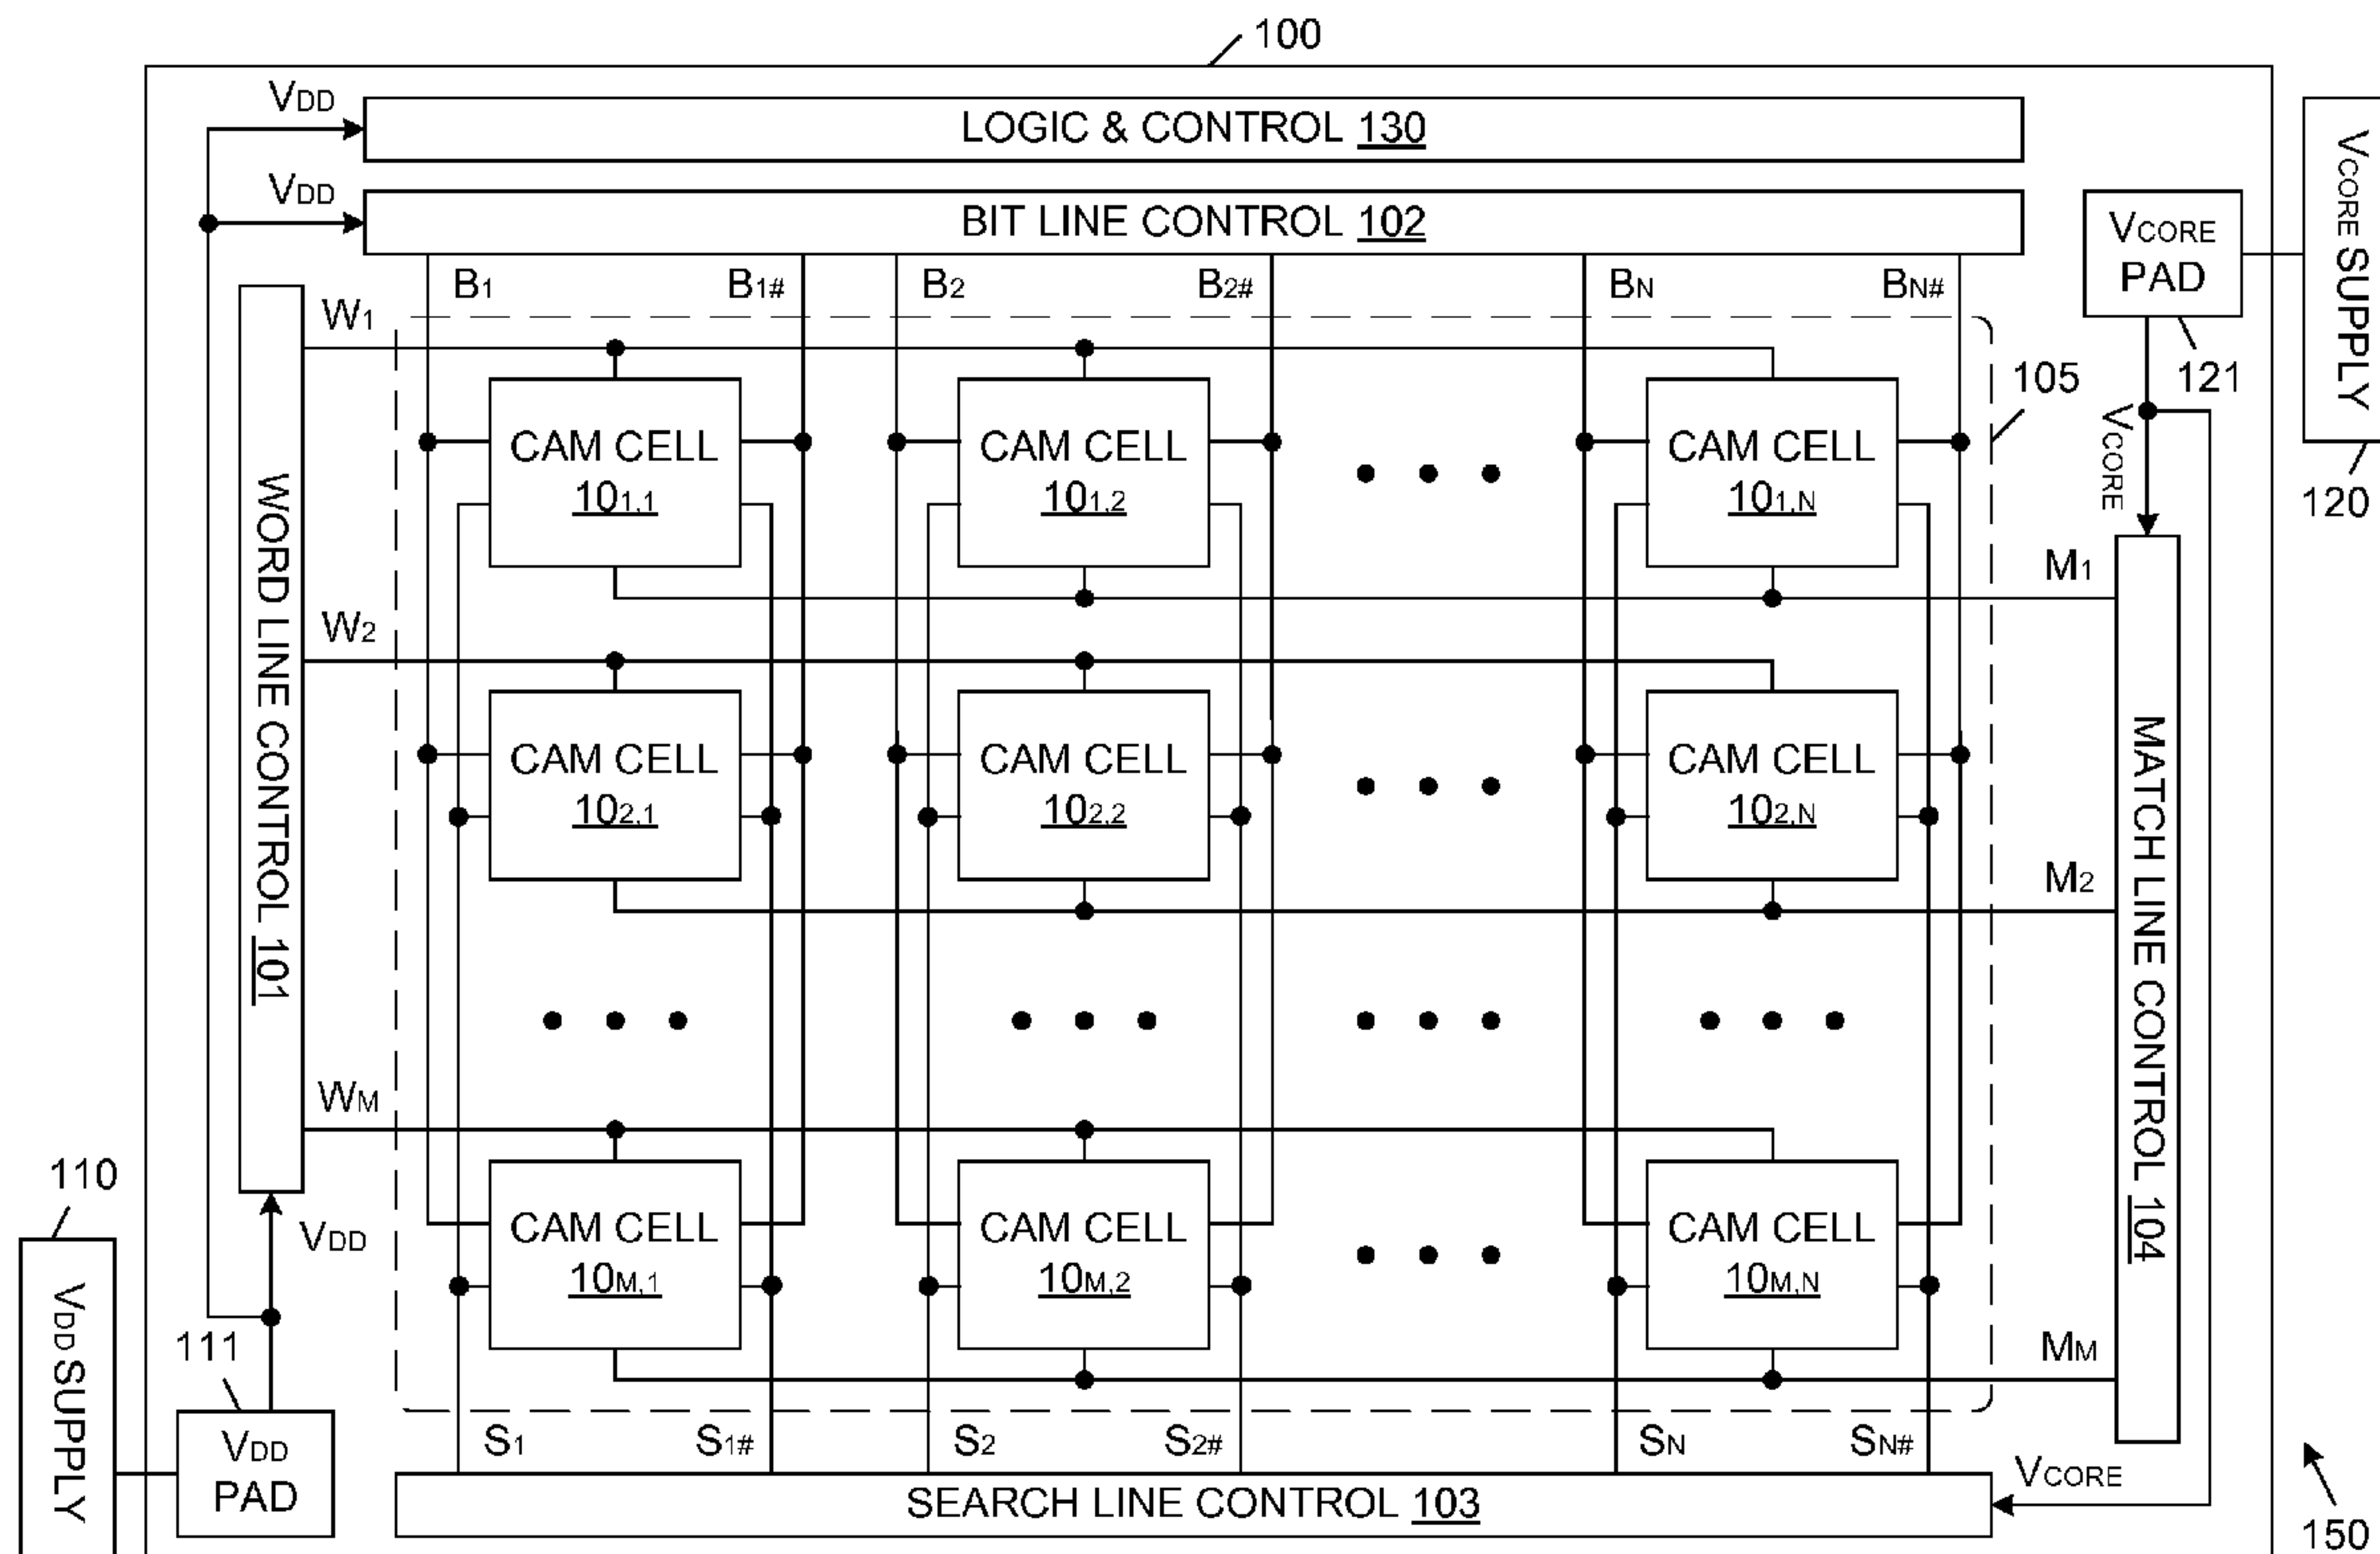 100
VDD
LOGIC & CONTROL 130
VDD
BIT LINE CONTROL 102
VCORE PAD
VCORE SUPPLY
121
120
B1
B1#
B2
B2#
BN
BN#
105
VCORE
WORD LINE CONTROL 101
W1
CAM CELL
101,1
CAM CELL
101,2
CAM CELL
101,N
M1
W2
CAM CELL
102,1
CAM CELL
102,2
CAM CELL
102,N
M2
MATCH LINE CONTROL 104
WM
CAM CELL
10M,1
CAM CELL
10M,2
CAM CELL
10M,N
MM
110
VDD
VDD SUPPLY
111
VDD
PAD
S1
S1#
S2
S2#
SN
SN#
VCORE
SEARCH LINE CONTROL 103
150